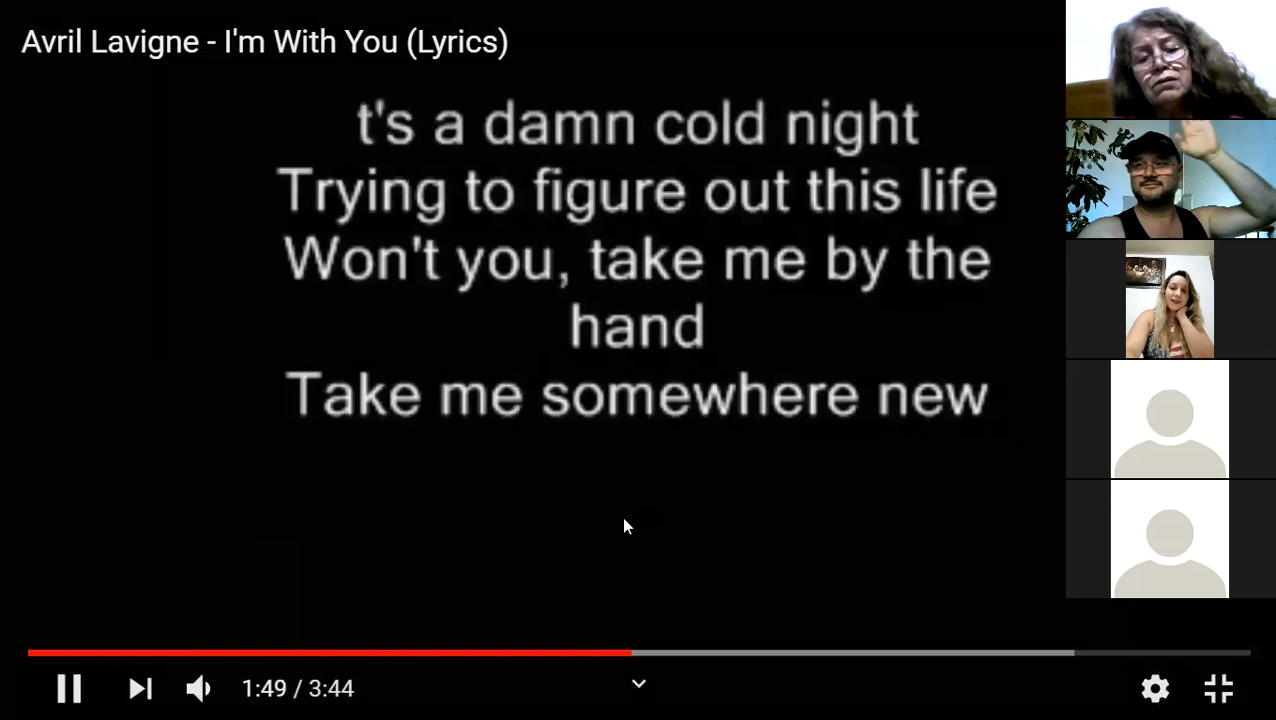 Avril Lavigne - I'm With You (Lyrics)
t's a damn cold night
Trying to figure out this life
Won't you, take me by the
hand
Take me somewhere new
1:49 / 3:44